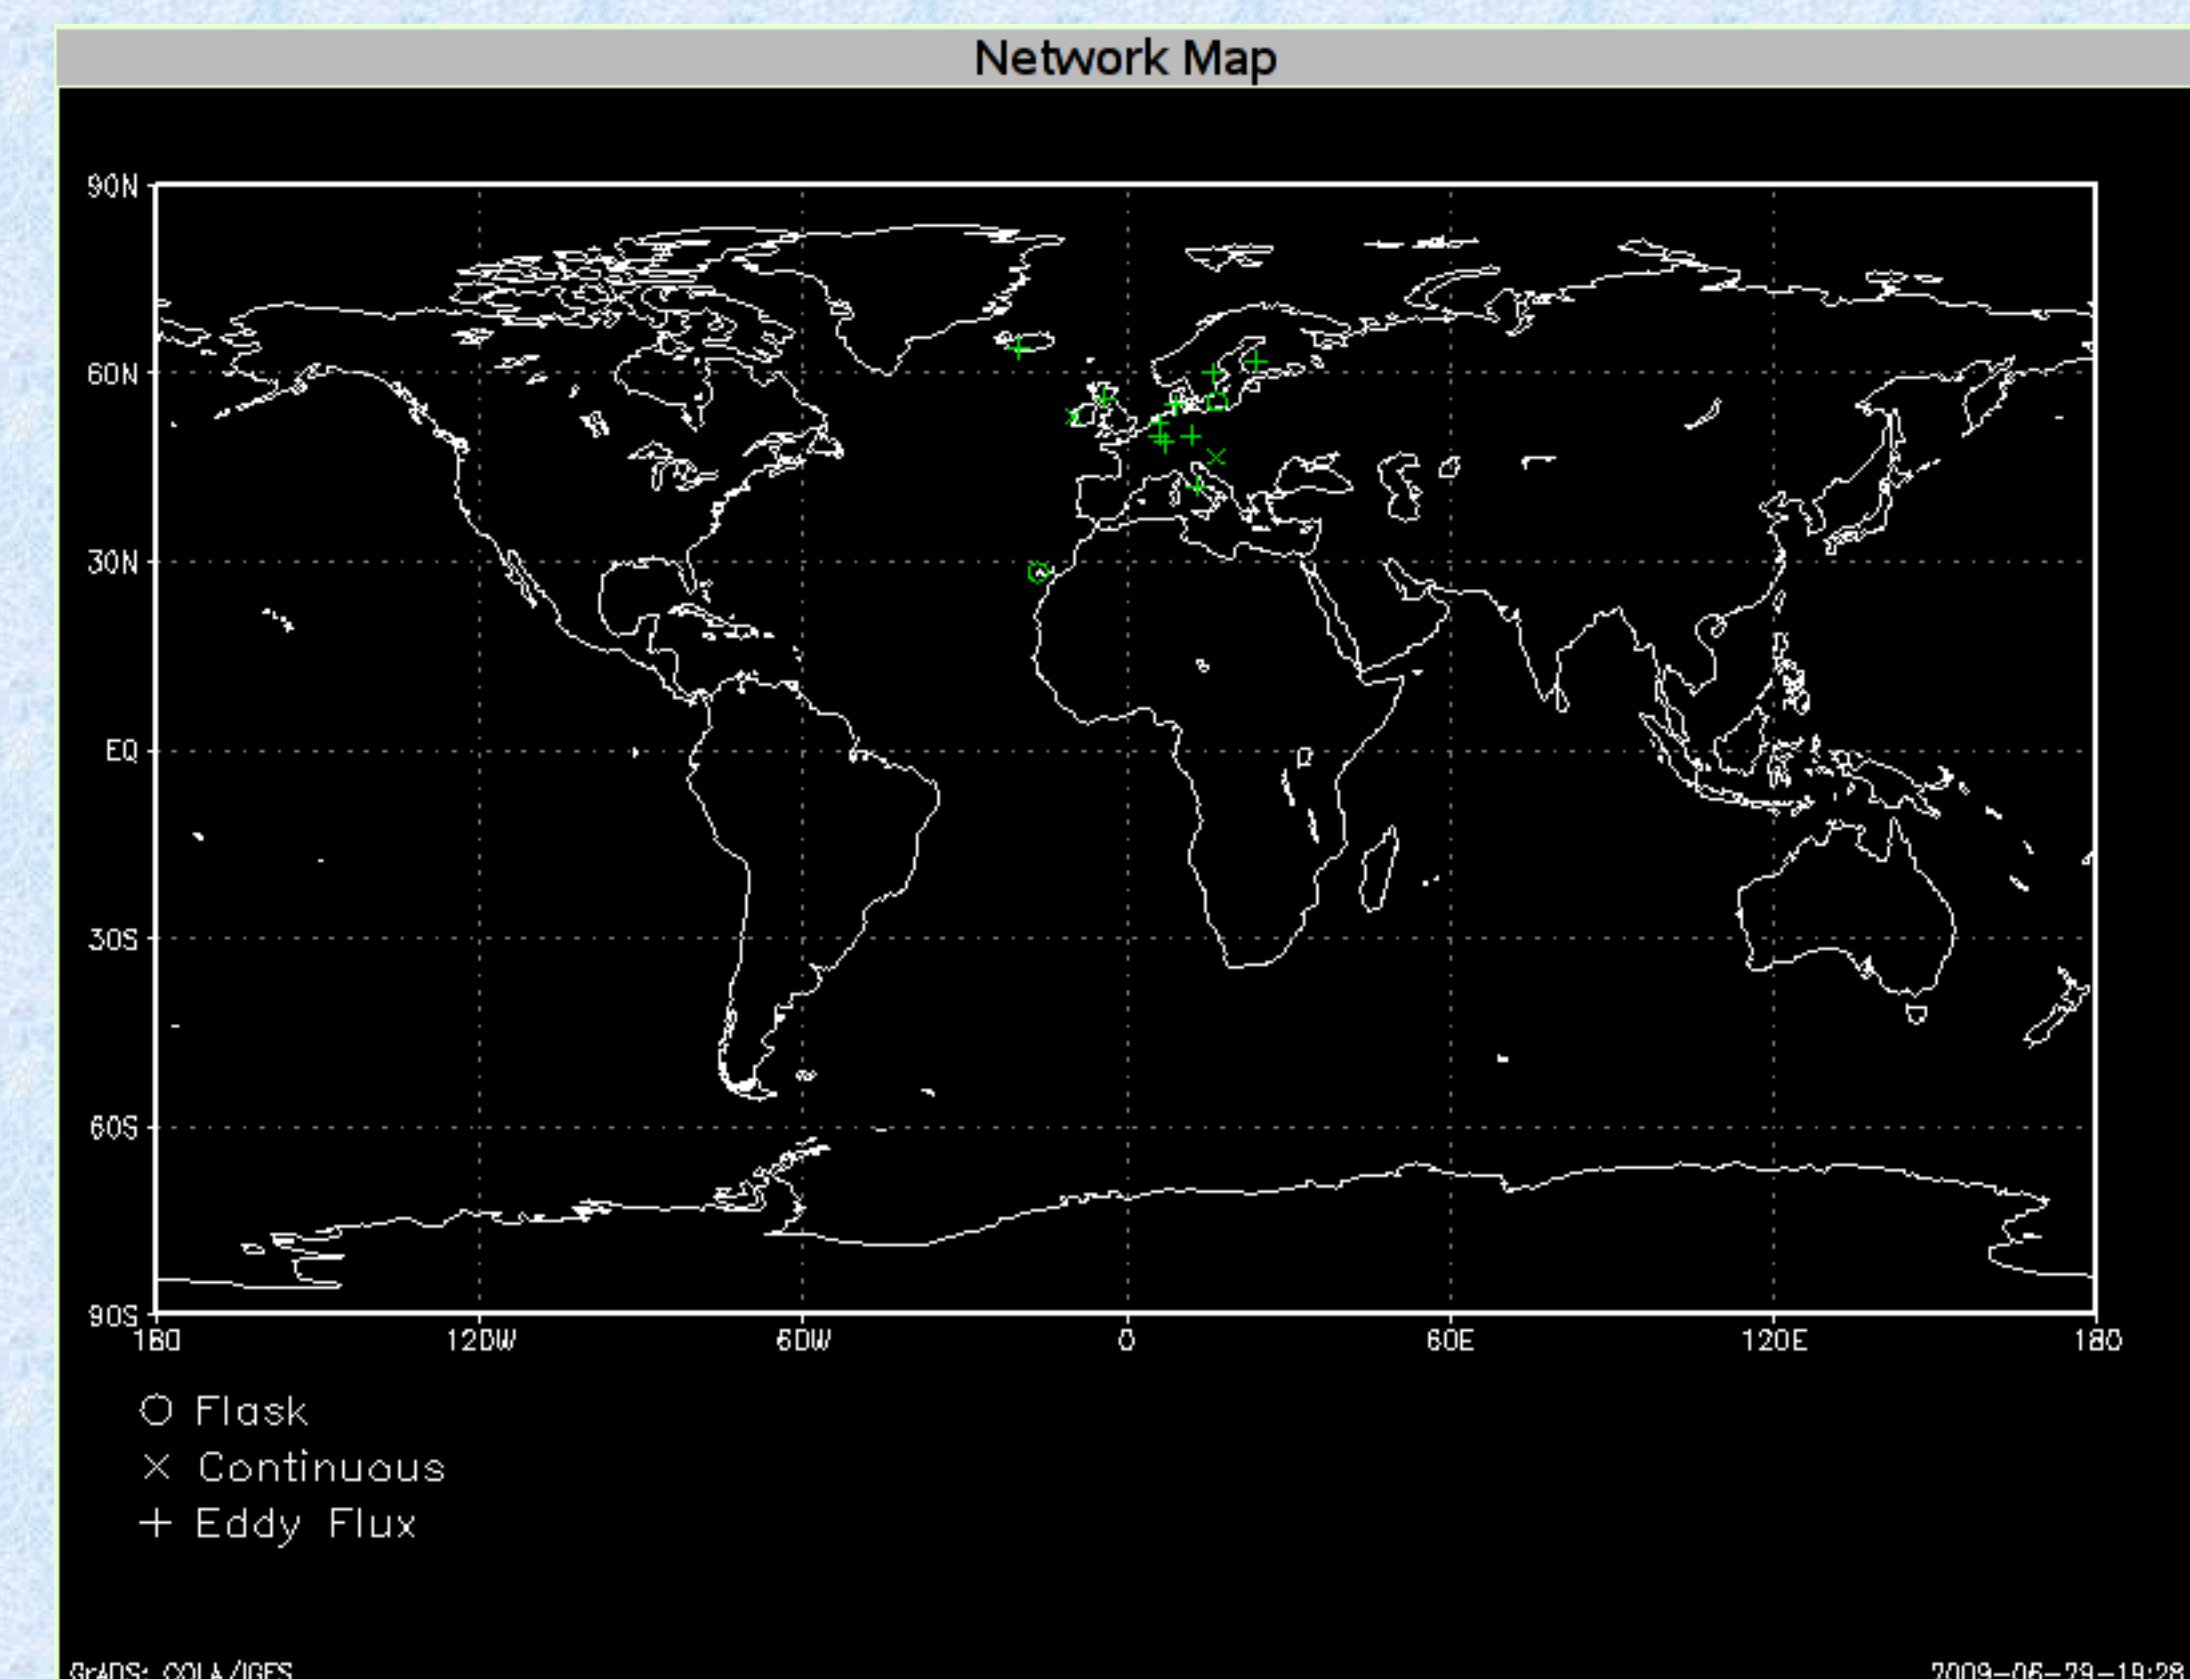 Network Map
90N
60N
30N
EQ
30S
60S
90S
180 120W 60W 0 60E 120E 180
Flask
Continuous
Eddy Flux
GrADS: COLA/IGES 2009-06-29-19:28